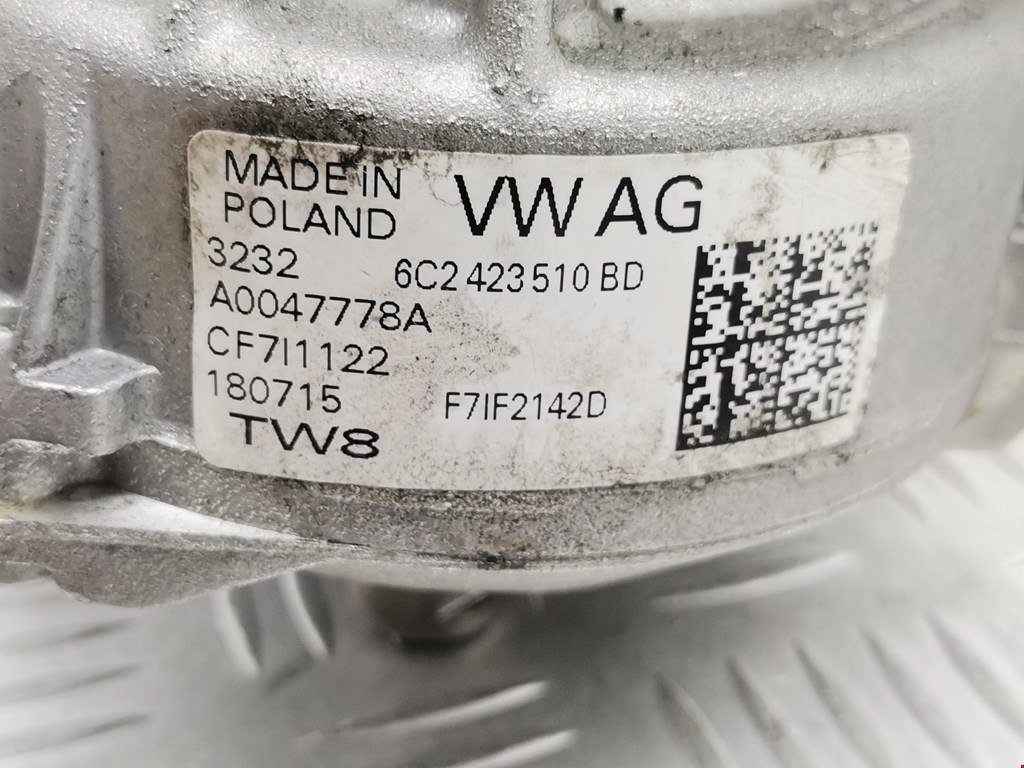 MADE iN
POLAND
VW AG
3232
6C2 423 510 BD
A0047778A
CF7I1122
180715
F7IF2142D
TW8